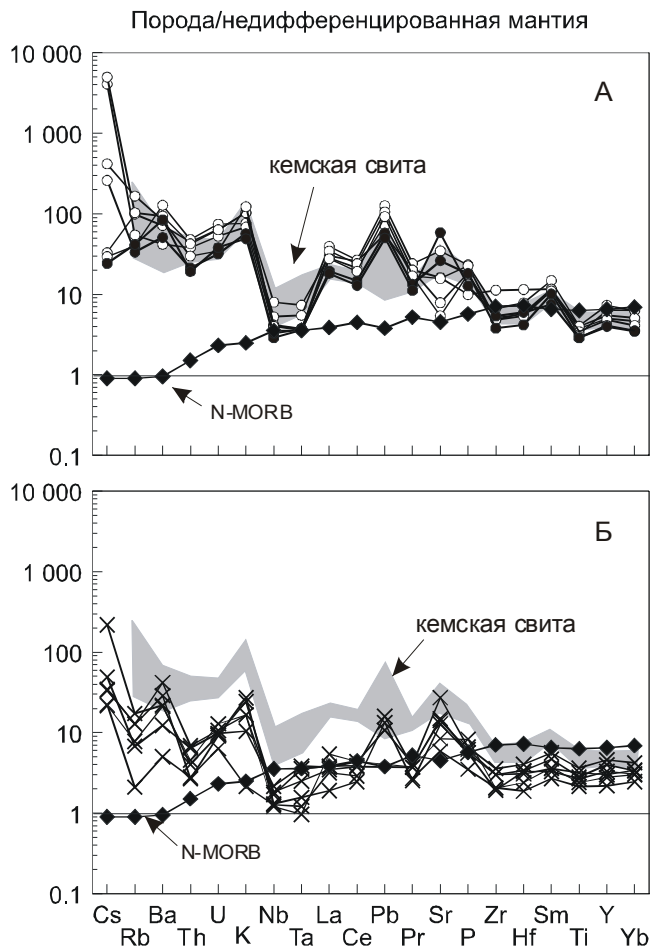 Порода/недифференцированная мантия
10 000
А
1 000
кемская свита
100
10
1
N-MORB
0.1
10 000
Б
1 000
кемская свита
100
10
1
N-MORB
0.1
Cs Ba U Nb La Pb Sr Zr Sm Y
Rb Th K Ta Ce Pr P Hf Ti Yb